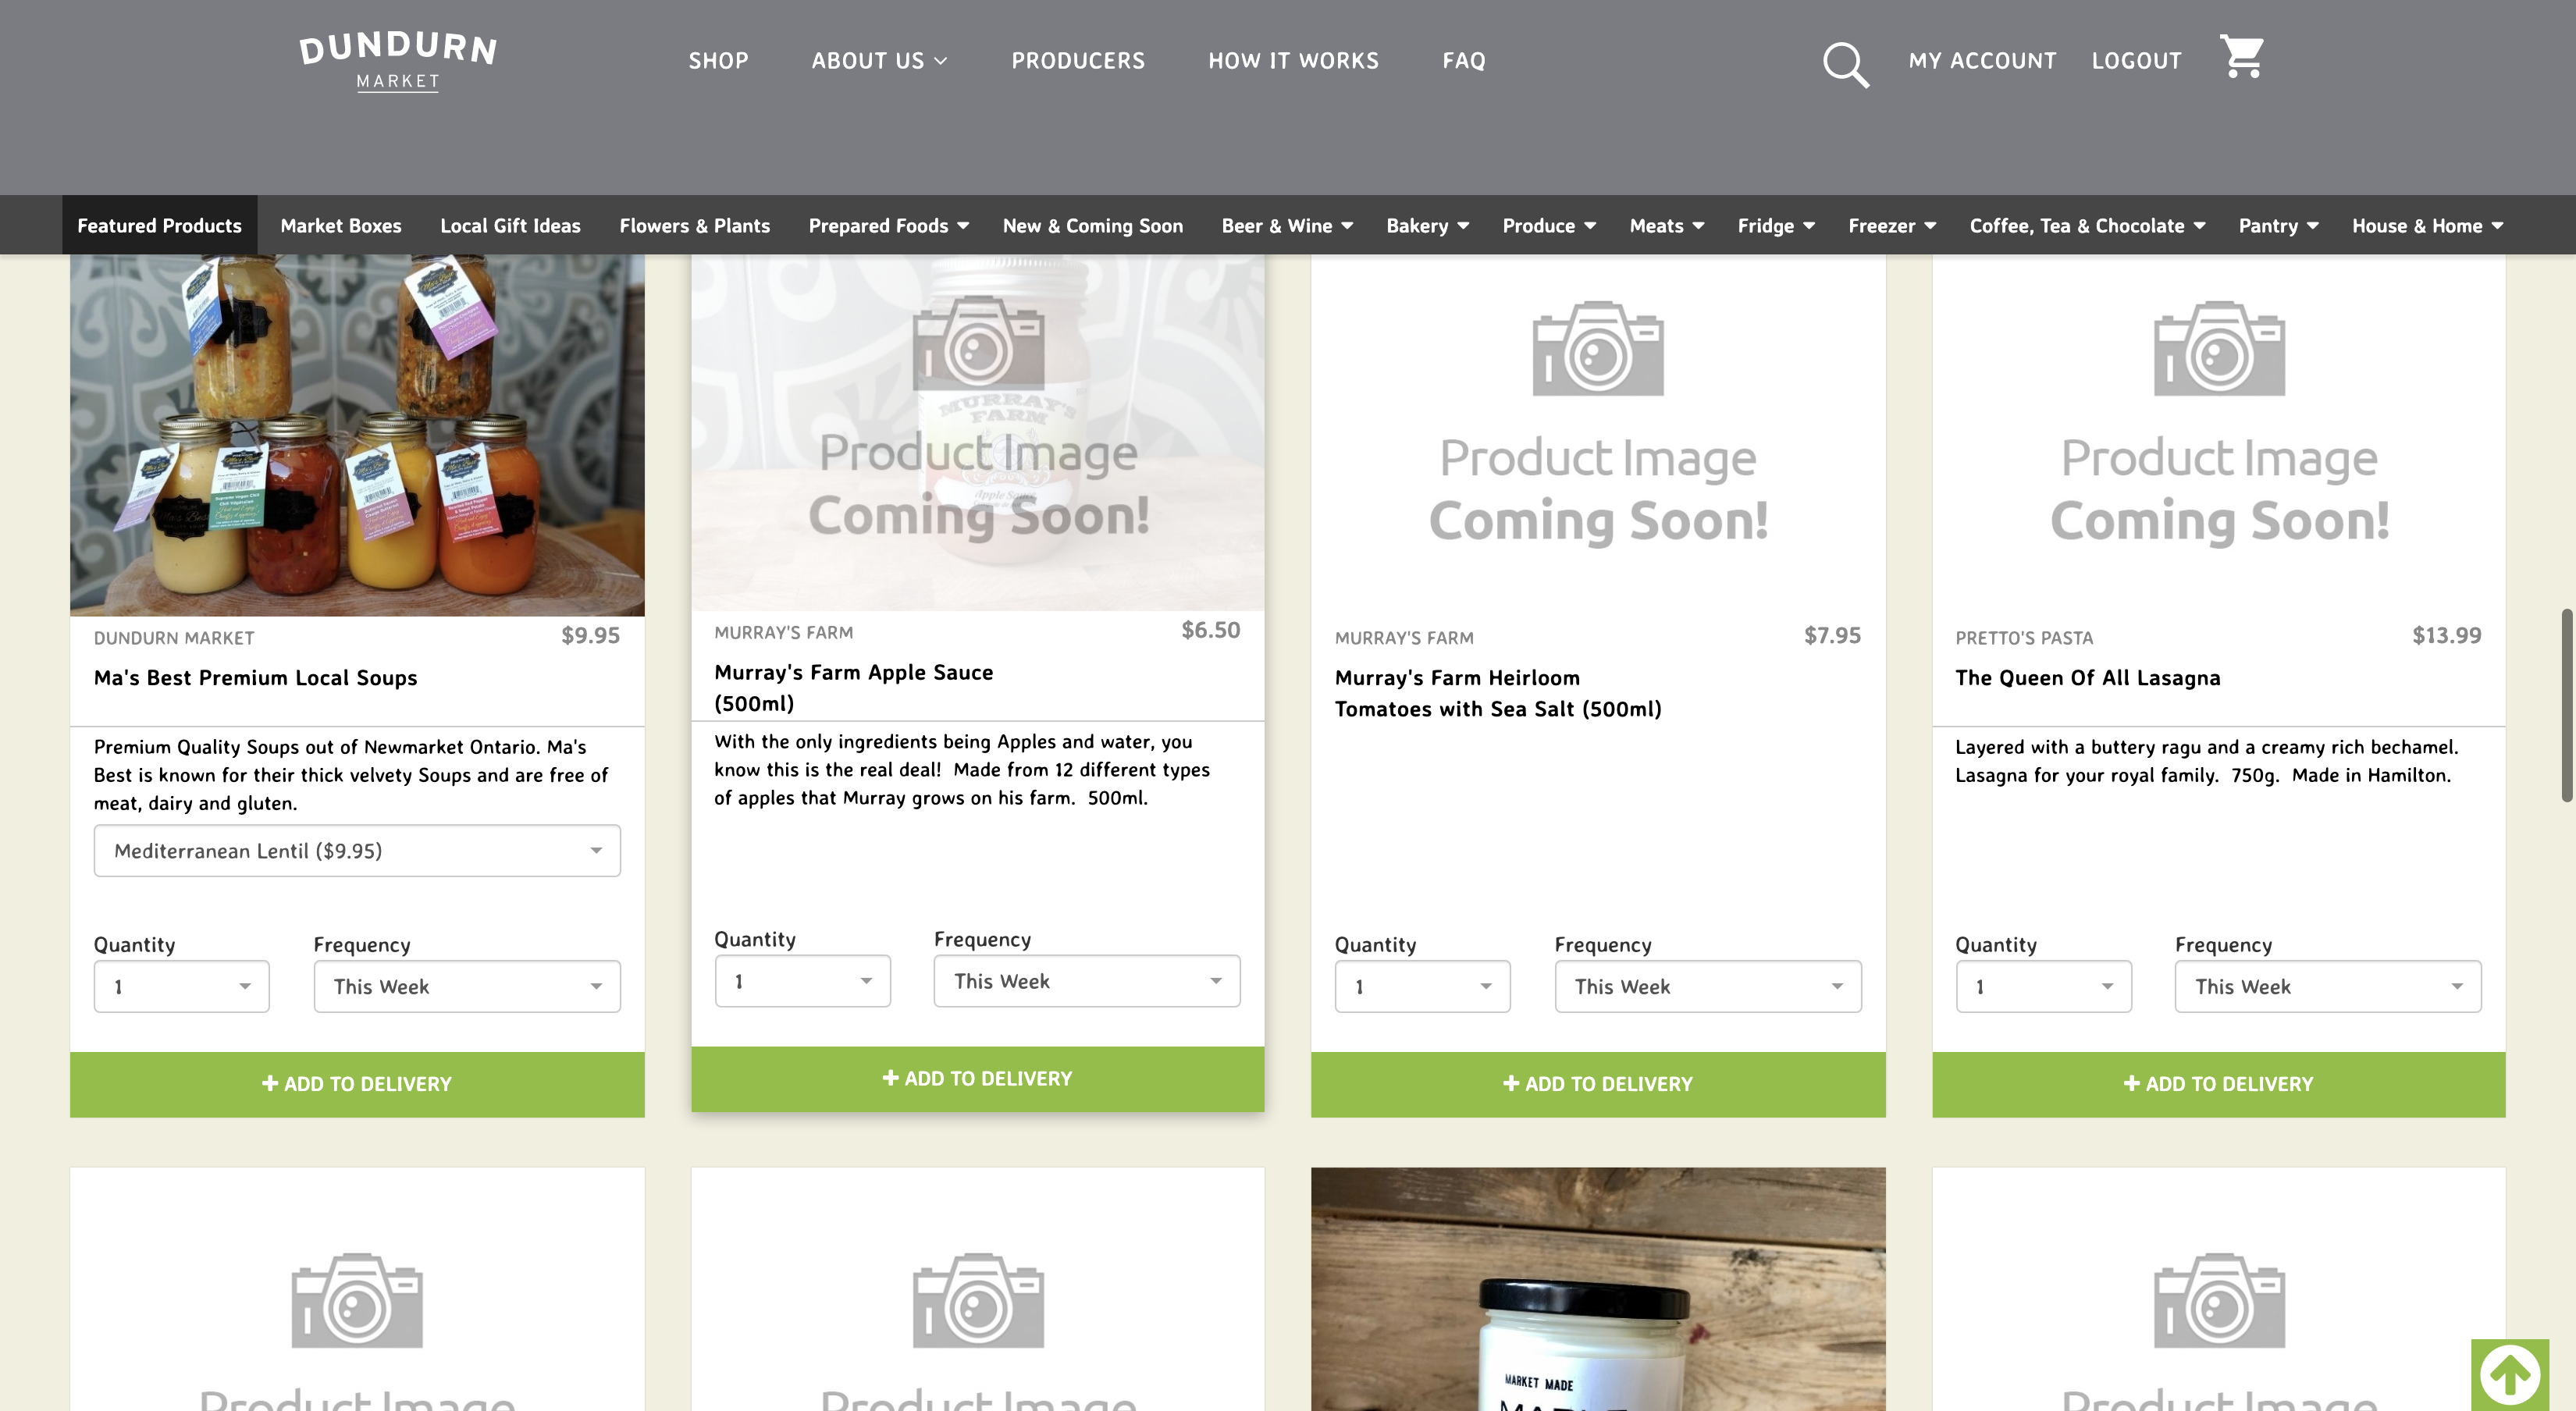 DUNDURN
MARKET
SHOP
ABOUT US
PRODUCERS
HOW IT WORKS
FAQ
MY ACCOUNT
LOGOUT
Featured Products
Market Boxes
Local Gift Ideas
Flowers & Plants
Prepared Foods
New & Coming Soon
Beer & Wine
Bakery
Produce
Meats
Fridge
Freezer
Coffee, Tea & Chocolate
Pantry
House & Home
DUNDURN MARKET
$9.95
Ma's Best Premium Local Soups
Premium Quality Soups out of Newmarket Ontario. Ma's
Best is known for their thick velvety Soups and are free of
meat, dairy and gluten.
Mediterranean Lentil ($9.95)
Quantity
Frequency
1
This Week
+ ADD TO DELIVERY
MURRAY'S
FARM
Apple Sauce
Product Image
Coming Soon!
MURRAY'S FARM
$6.50
Murray's Farm Apple Sauce
(500ml)
With the only ingredients being Apples and water, you
know this is the real deal!  Made from 12 different types
of apples that Murray grows on his farm.  500ml.
Quantity
Frequency
1
This Week
+ ADD TO DELIVERY
Product Image
Coming Soon!
MURRAY'S FARM
$7.95
Murray's Farm Heirloom
Tomatoes with Sea Salt (500ml)
Quantity
Frequency
1
This Week
+ ADD TO DELIVERY
Product Image
Coming Soon!
PRETTO'S PASTA
$13.99
The Queen Of All Lasagna
Layered with a buttery ragu and a creamy rich bechamel.
Lasagna for your royal family.  750g.  Made in Hamilton.
Quantity
Frequency
1
This Week
+ ADD TO DELIVERY
Product Image
Product Image
MARKET MADE
Product Image